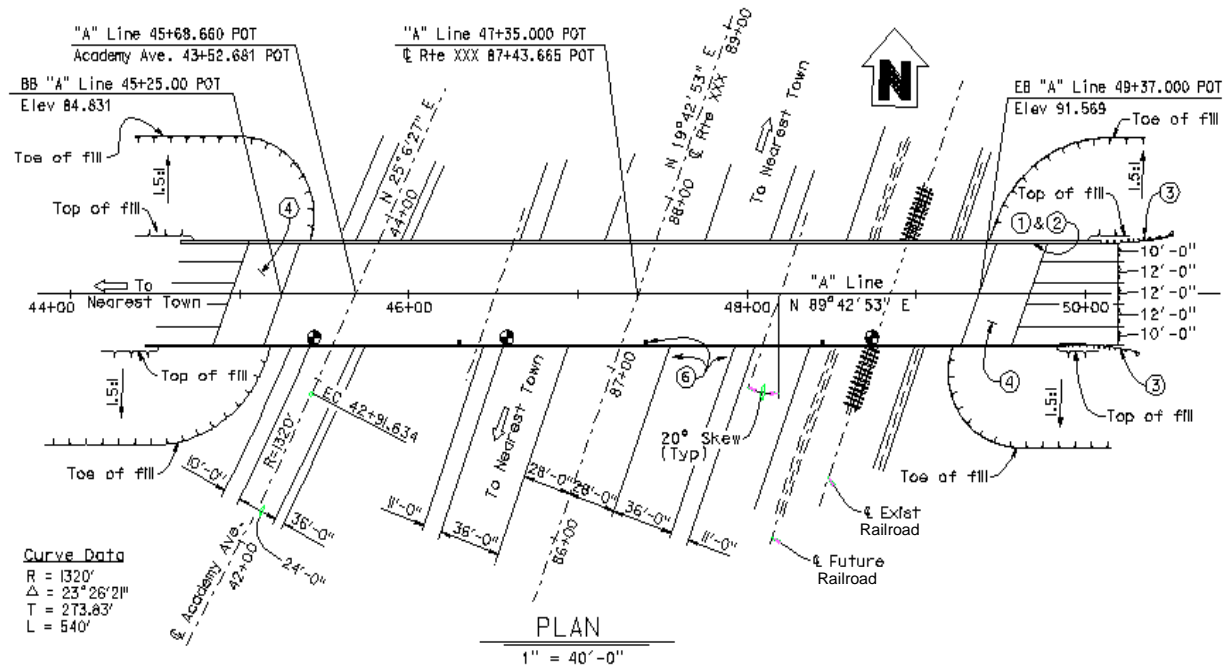 "A" Line 45+68.660 POT
Academy Ave. 43+52.681 POT
"A" Line 47+35.000 POT
℄ Rte XXX 87+43.665 POT
BB "A" Line 45+25.00 POT
Elev 84.831
EB "A" Line 49+37.000 POT
Elev 91.569
N
89+00
N 19°42'53" E
℄ Rte XXX
88+00
To Nearest Town
N 25°6'27" E
44+00
Toe of fill
1.5:1
Top of fill
4
Toe of fill
1.5:1
Top of fill
3
1 & 2
10'-0"
12'-0"
12'-0"
12'-0"
10'-0"
To
Nearest Town
44+00
46+00
48+00
50+00
"A" Line
N 89°42'53" E
Top of fill
1.5:1
Toe of fill
EC 42+91.634
R=1320'
10'-0"
36'-0"
24'-0"
℄ Academy Ave
42+00
To Nearest Town
11'-0"
36'-0"
28'-0"
28'-0"
36'-0"
11'-0"
87+00
86+00
6
20° Skew
(Typ)
℄ Exist
Railroad
℄ Future
Railroad
4
3
Top of fill
1.5:1
Toe of fill
Curve Data
R = 1320'
Δ = 23°26'21"
T = 273.83'
L = 540'
PLAN
1" = 40'-0"